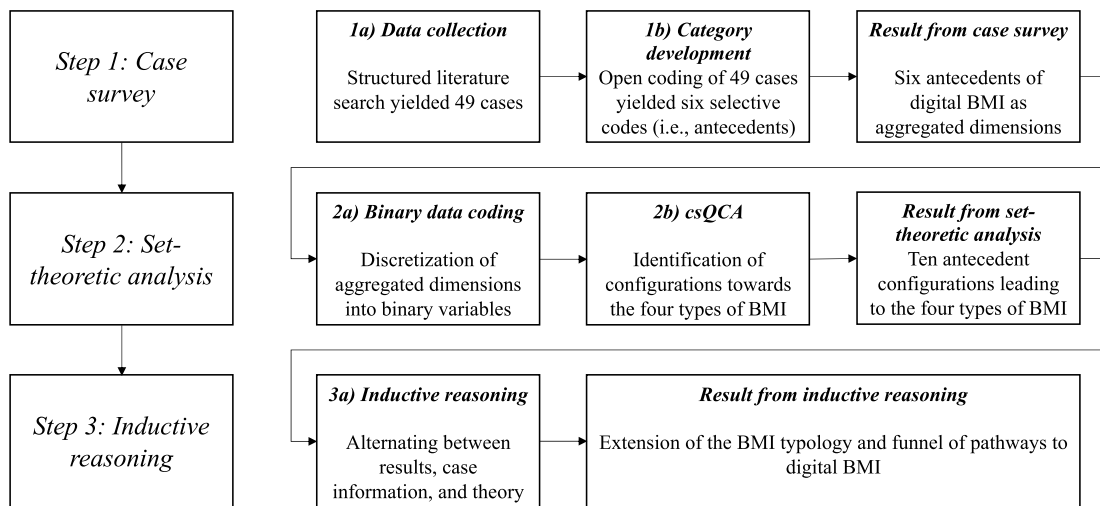 Step 1: Case
survey
1a) Data collection
Structured literature
search yielded 49 cases
1b) Category
development
Open coding of 49 cases
yielded six selective
codes (i.e., antecedents)
Result from case survey
Six antecedents of
digital BMI as
aggregated dimensions
Step 2: Set-
theoretic analysis
2a) Binary data coding
Discretization of
aggregated dimensions
into binary variables
2b) csQCA
Identification of
configurations towards
the four types of BMI
Result from set-
theoretic analysis
Ten antecedent
configurations leading
to the four types of BMI
Step 3: Inductive
reasoning
3a) Inductive reasoning
Alternating between
results, case
information, and theory
Result from inductive reasoning
Extension of the BMI typology and funnel of pathways to
digital BMI